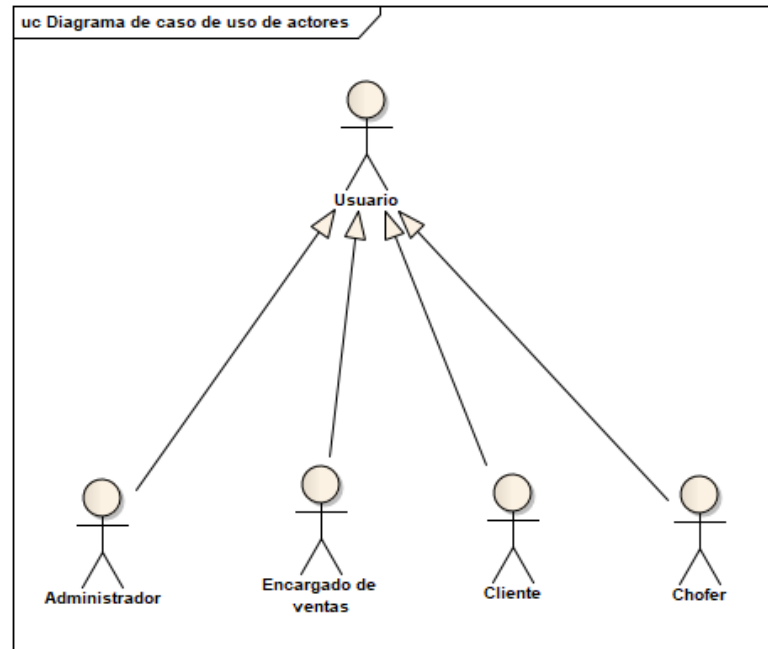 uc Diagrama de caso de uso de actores
Usuario
Administrador
Encargado de
ventas
Cliente
Chofer